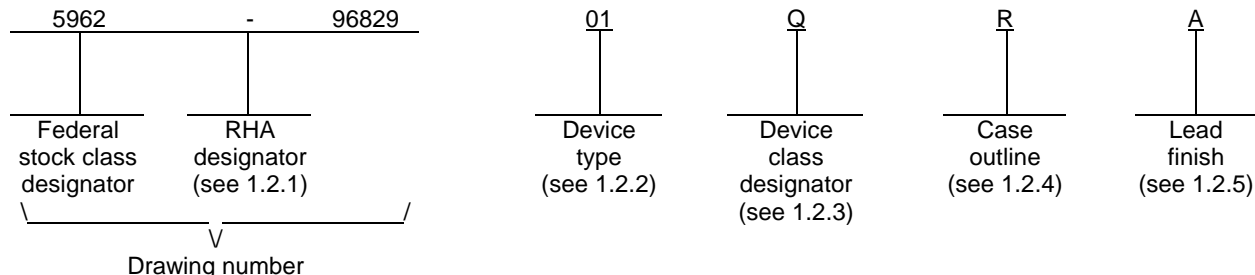 5962 - 96829 01 Q R A
Federal stock class designator
RHA designator (see 1.2.1)
Device type (see 1.2.2)
Device class designator (see 1.2.3)
Case outline (see 1.2.4)
Lead finish (see 1.2.5)
Drawing number